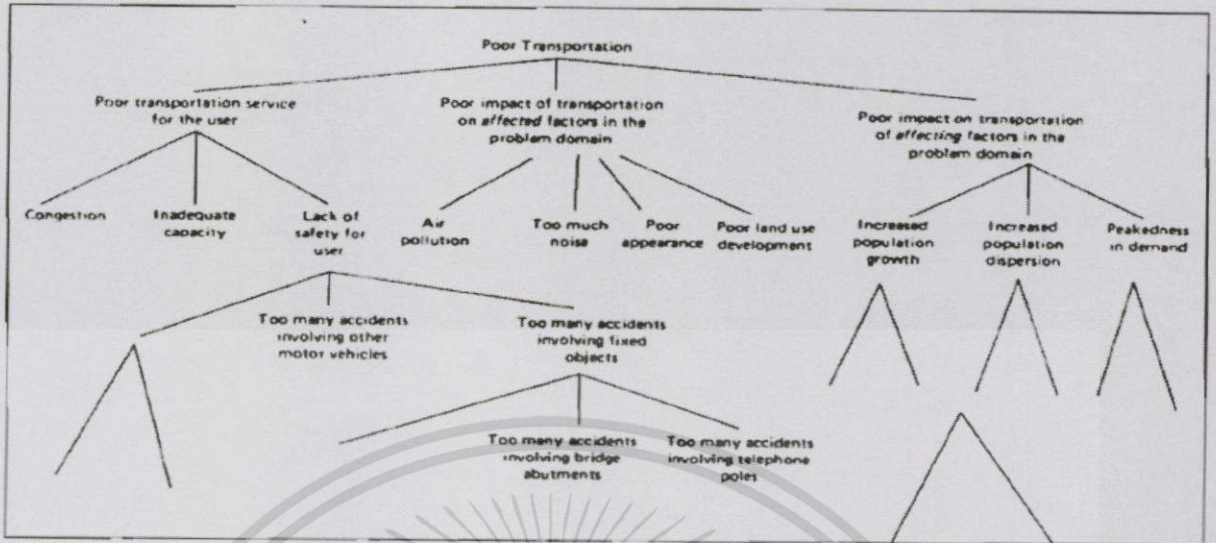 Poor Transportation
Poor transportation service
for the user
Poor impact of transportation
on affected factors in the
problem domain
Poor impact on transportation
of affecting factors in the
problem domain
Congestion
Inadequate
capacity
Lack of
safety for
user
Air
pollution
Too much
noise
Poor
appearance
Poor land use
development
Increased
population
growth
Increased
population
dispersion
Peakedness
in demand
Too many accidents
involving other
motor vehicles
Too many accidents
involving fixed
objects
Too many accidents
involving bridge
abutments
Too many accidents
involving telephone
poles